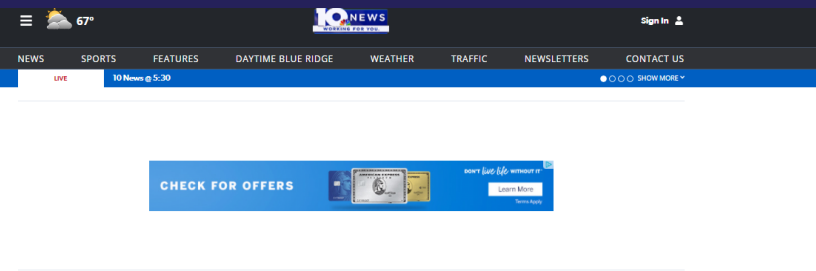 67°
10 NEWS
WORKING FOR YOU.
Sign In
NEWS SPORTS FEATURES DAYTIME BLUE RIDGE WEATHER TRAFFIC NEWSLETTERS CONTACT US
LIVE 10 News @ 5:30 SHOW MORE
CHECK FOR OFFERS
AMERICAN EXPRESS
DON'T live life WITHOUT IT
Learn More
Terms Apply